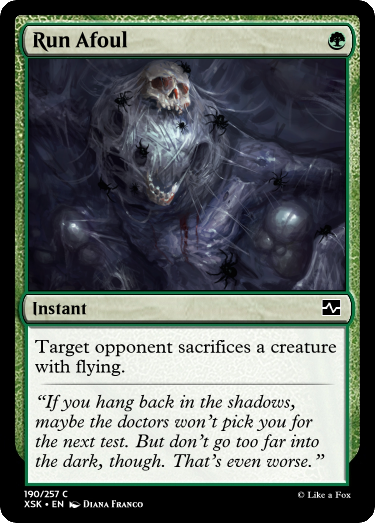 Run Afoul
Instant
Target opponent sacrifices a creature
with flying.
“If you hang back in the shadows,
maybe the doctors won’t pick you for
the next test. But don’t go too far into
the dark, though. That’s even worse.”
190/257 C
XSK • EN Diana Franco
© Like a Fox